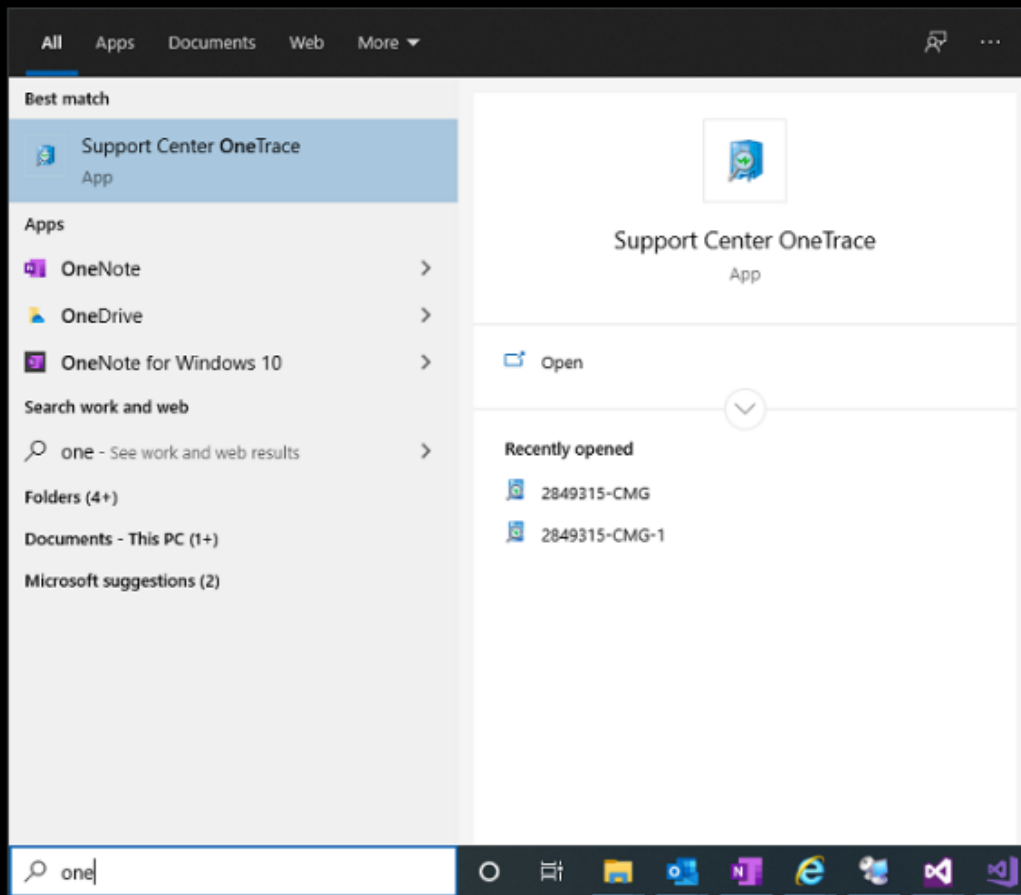 All Apps Documents Web More
Best match
Support Center OneTrace
App
Apps
OneNote
OneDrive
OneNote for Windows 10
Search work and web
one - See work and web results
Folders (4+)
Documents - This PC (1+)
Microsoft suggestions (2)
Support Center OneTrace
App
Open
Recently opened
2849315-CMG
2849315-CMG-1
one